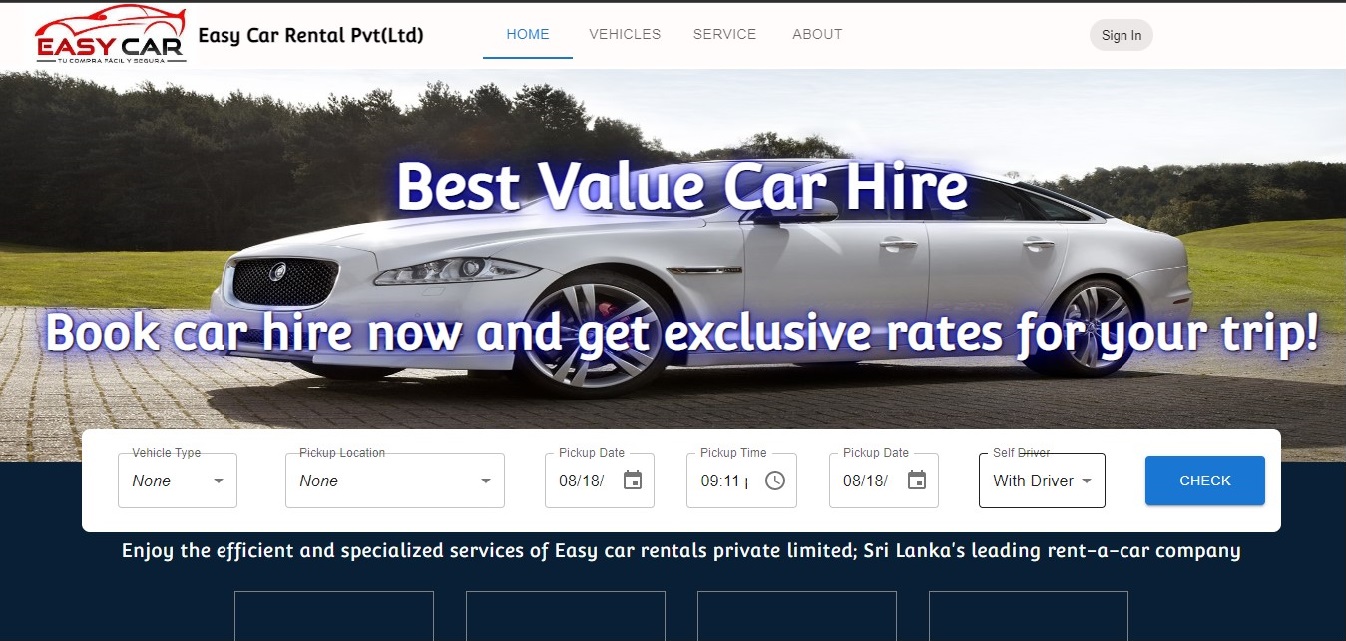 EASY CAR
TU COMPRA FÁCIL Y SEGURA
Easy Car Rental Pvt(Ltd)
HOME
VEHICLES
SERVICE
ABOUT
Sign In
Best Value Car Hire
Book car hire now and get exclusive rates for your trip!
Vehicle Type
None
Pickup Location
None
Pickup Date
08/18/
Pickup Time
09:11
Pickup Date
08/18/
Self Driver
With Driver
CHECK
Enjoy the efficient and specialized services of Easy car rentals private limited; Sri Lanka's leading rent-a-car company